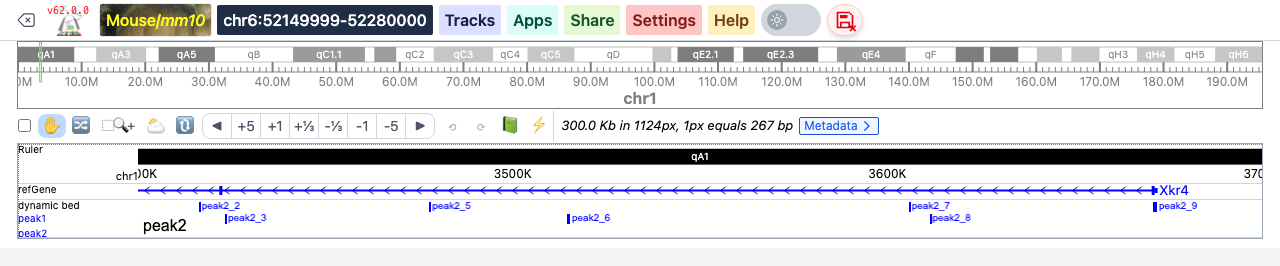 v62.0.0
Mouse/mm10 chr6:52149999-52280000 Tracks Apps Share Settings Help
qA1 qA3 qA5 qB qC1.1 qC2 qC3 qC4 qC5 qD qE2.1 qE2.3 qE4 qF qH3 qH4 qH5 qH6
0M 10.0M 20.0M 30.0M 40.0M 50.0M 60.0M 70.0M 80.0M 90.0M 100.0M 110.0M 120.0M 130.0M 140.0M 150.0M 160.0M 170.0M 180.0M 190.0M
chr1
◀ +5 +1 +⅓ -⅓ -1 -5 ▶ 300.0 Kb in 1124px, 1px equals 267 bp Metadata
Ruler
qA1
chr1 00K 3500K 3600K 370
refGene Xkr4
dynamic bed peak2_2 peak2_5 peak2_7 peak2_9
peak1 peak2_3 peak2_6 peak2_8
peak2
peak2